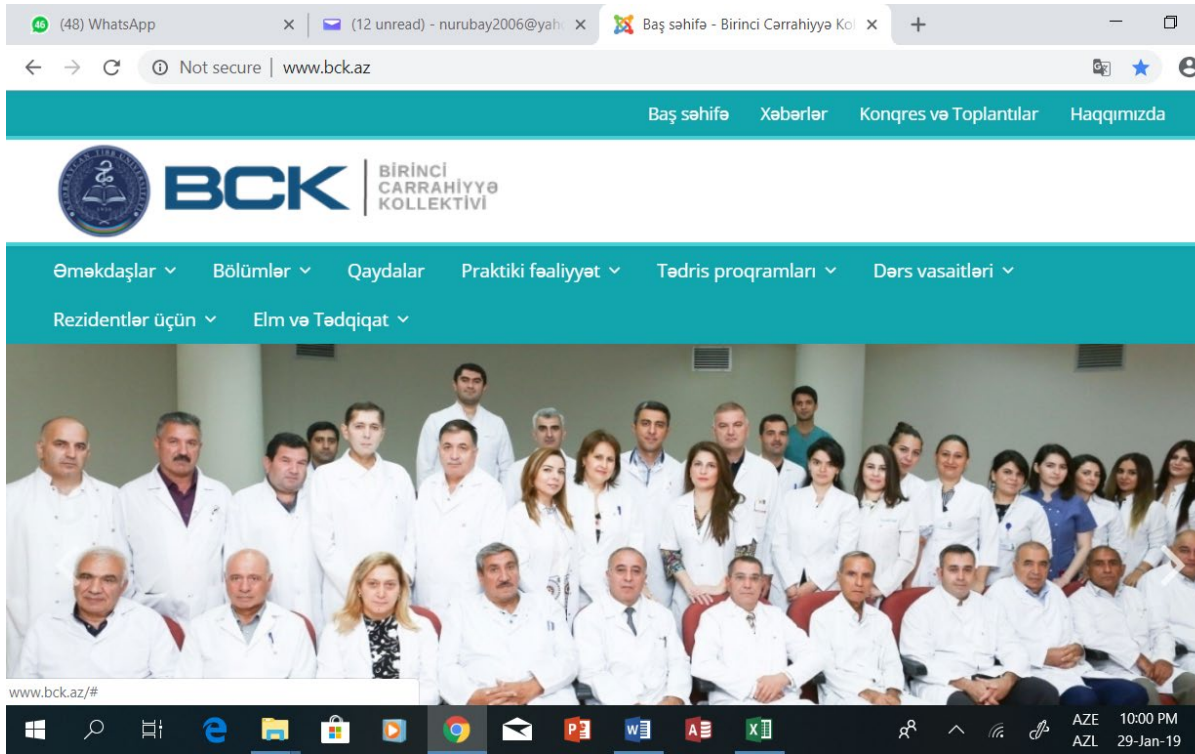 46
(48) WhatsApp
(12 unread) - nurubay2006@yaho
Baş səhifə - Birinci Cərrahiyyə Kol
Not secure | www.bck.az
Baş səhifə Xəbərlər Konqres və Toplantılar Haqqımızda
BCK
BİRİNCİ
CARRAHİYYƏ
KOLLEKTİVİ
Əməkdaşlar Bölümlər Qaydalar Praktiki fəaliyyət Tədris proqramları Dərs vasaitləri
Rezidentlər üçün Elm və Tədqiqat
www.bck.az/#
AZE 10:00 PM
AZL 29-Jan-19